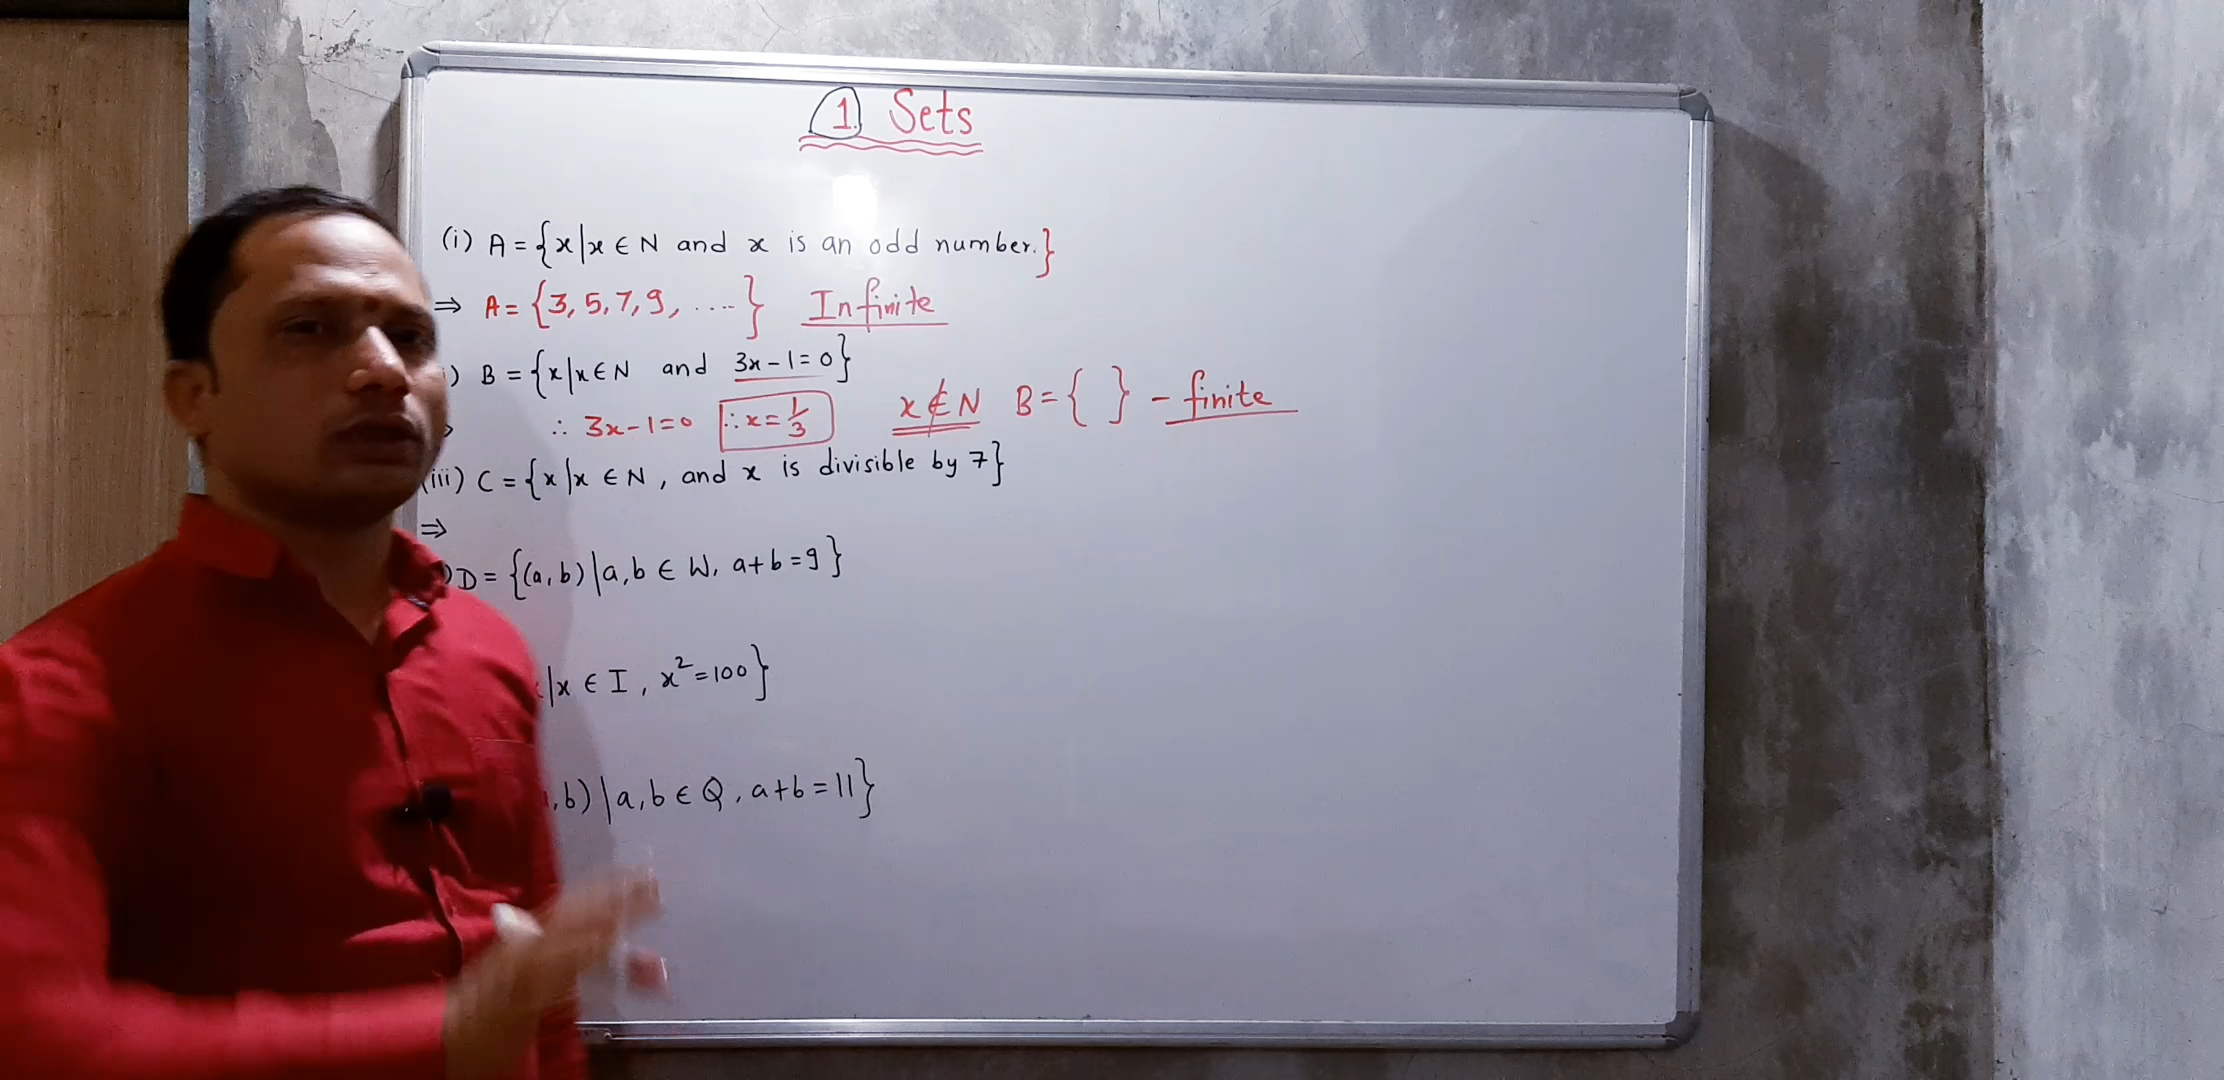 1. Sets
(i) A = {x|x ∈ N and x is an odd number.}
⇒ A = {3, 5, 7, 9, ....} Infinite
) B = {x|x ∈ N and 3x - 1 = 0}
∴ 3x - 1 = 0 ∴ x = 1/3 x ∉ N B = { } - finite
(iii) C = {x|x ∈ N, and x is divisible by 7}
⇒
) D = {(a, b)|a, b ∈ W, a + b = 9}
|x ∈ I, x² = 100}
, b)|a, b ∈ Q, a + b = 11}